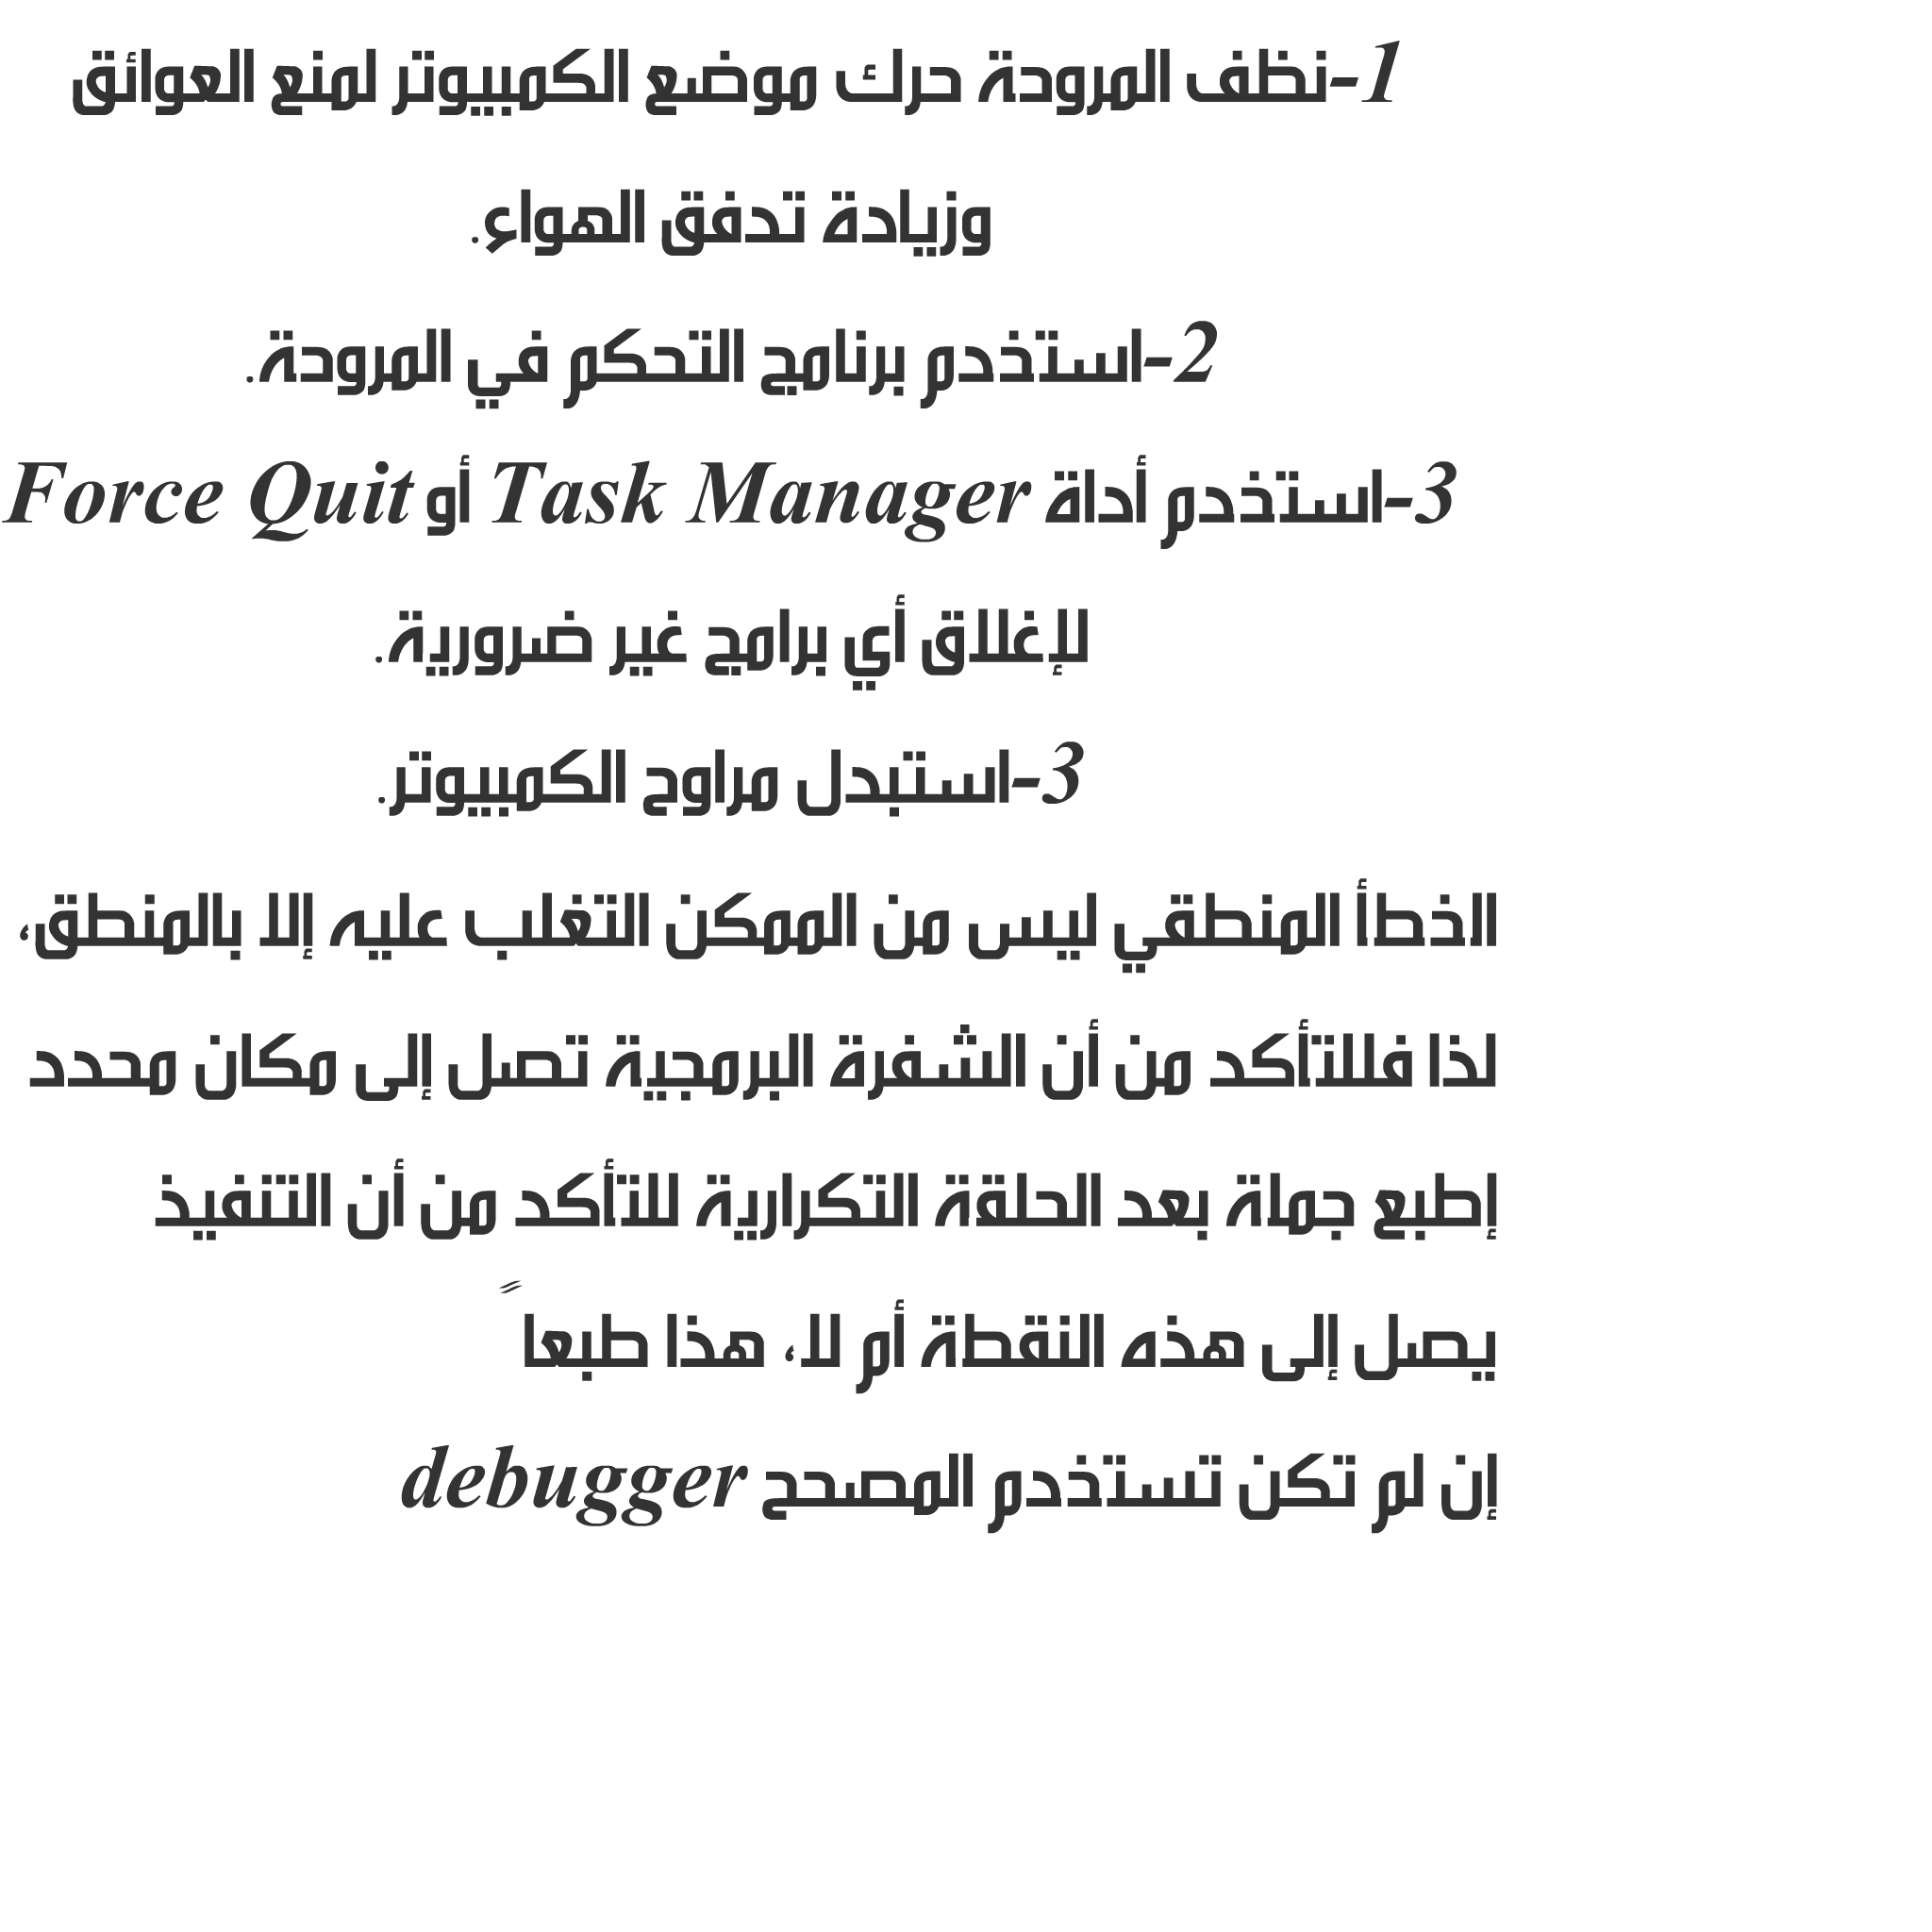 1-نظف المرودة حرك موضع الكمبيوتر لمنع العوائق
وزيادة تدفق الهواء.
2-استخدم برنامج التحكم في المرودة.
3-استخدم أداة Task Manager أو Force Quit
لإغلاق أي برامج غير ضرورية.
3-استبدل مراوح الكمبيوتر.
الخطأ المنطقي ليس من الممكن التغلب عليه إلا بالمنطق،
لذا فللتأكد من أن الشفرة البرمجية تصل إلى مكان محدد
إطبع جملة بعد الحلقة التكرارية للتأكد من أن التنفيذ
يصل إلى هذه النقطة أم لا، هذا طبعاً
إن لم تكن تستخدم المصحح debugger